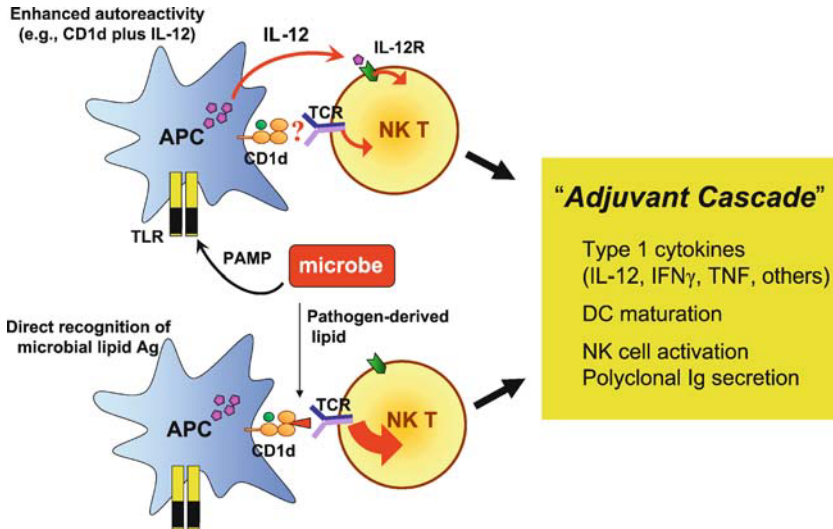 Enhanced autoreactivity
(e.g., CD1d plus IL-12)
IL-12
IL-12R
APC
?
TCR
NK T
CD1d
TLR
PAMP
microbe
Direct recognition of
microbial lipid Ag
Pathogen-derived
lipid
APC
TCR
NK T
CD1d
“Adjuvant Cascade”
Type 1 cytokines
(IL-12, IFNγ, TNF, others)
DC maturation
NK cell activation
Polyclonal Ig secretion